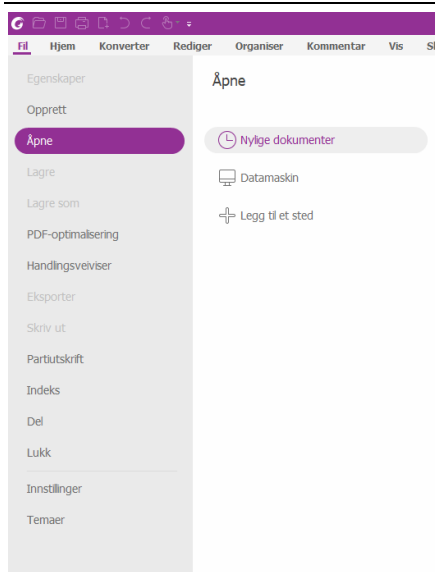 Fil Hjem Konverter Rediger Organiser Kommentar Vis
Egenskaper
Åpne
Opprett
Åpne
Nylige dokumenter
Lagre
Datamaskin
Lagre som
Legg til et sted
PDF-optimalisering
Handlingsveiviser
Eksporter
Skriv ut
Partiutskrift
Indeks
Del
Lukk
Innstillinger
Temaer